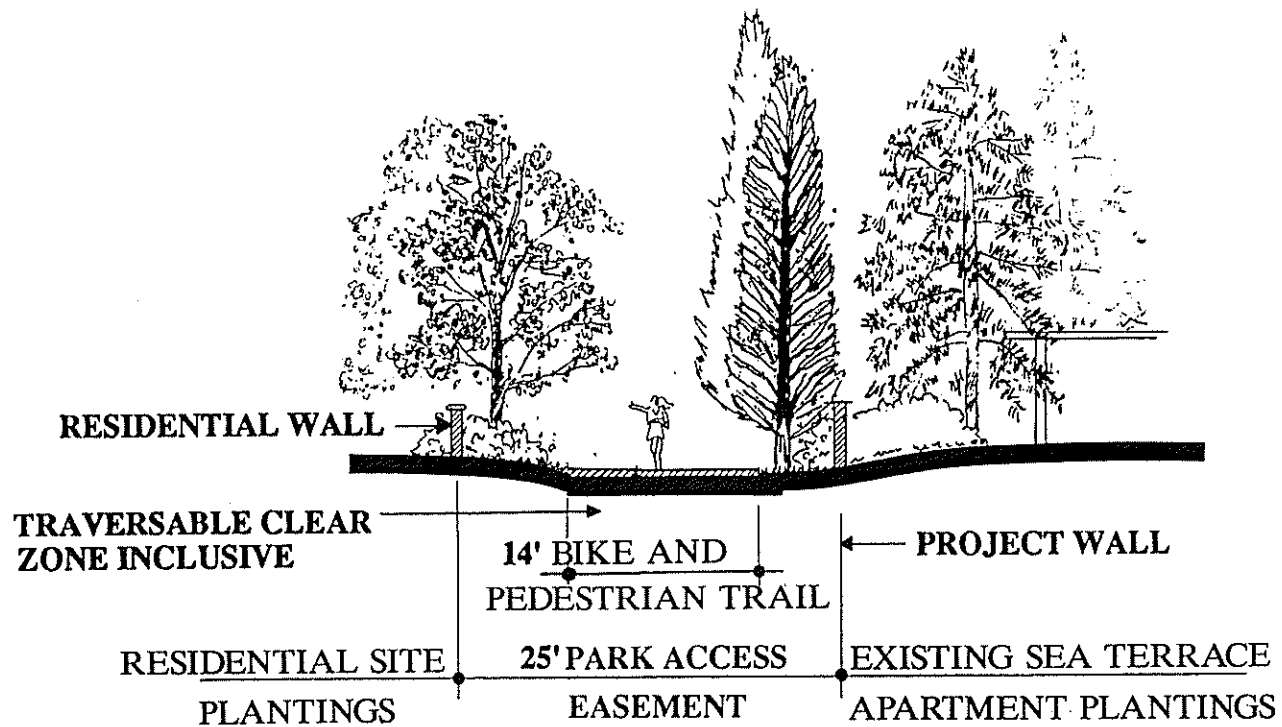 RESIDENTIAL WALL
TRAVERSABLE CLEAR
ZONE INCLUSIVE
14' BIKE AND
PEDESTRIAN TRAIL
PROJECT WALL
RESIDENTIAL SITE
PLANTINGS
25' PARK ACCESS
EASEMENT
EXISTING SEA TERRACE
APARTMENT PLANTINGS